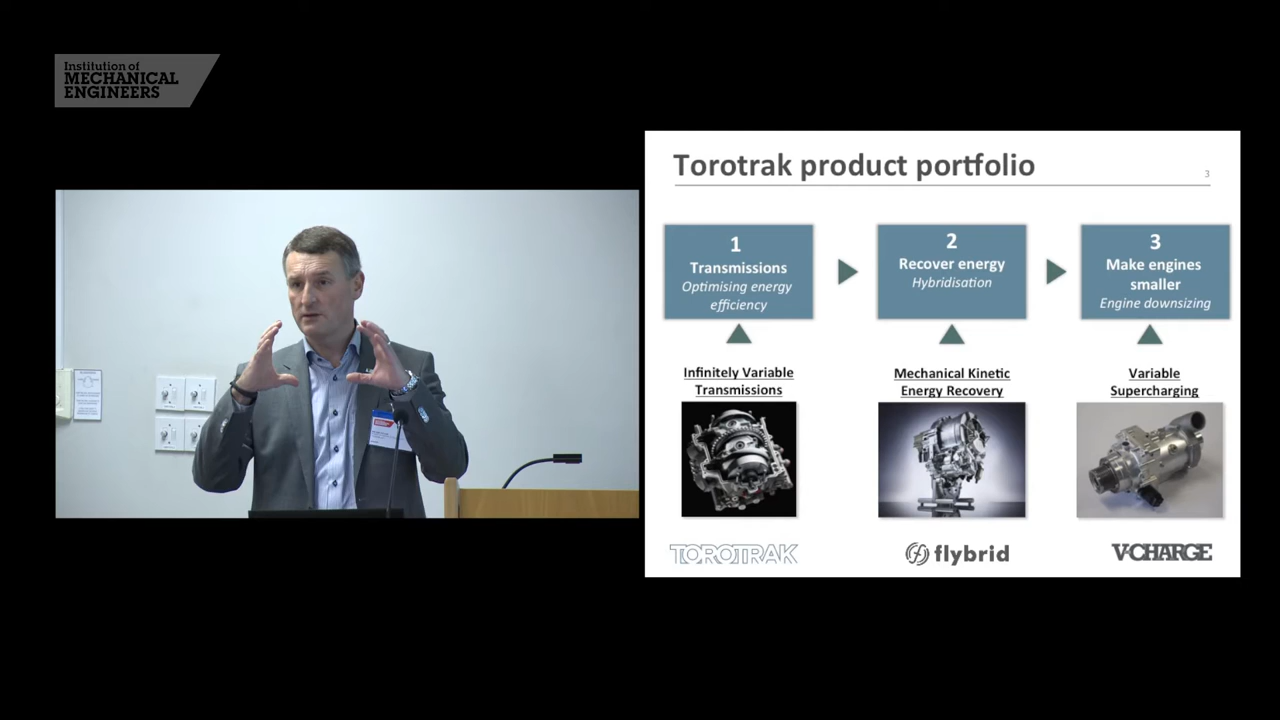 Institution of
MECHANICAL
ENGINEERS
Torotrak product portfolio
3
1
Transmissions
Optimising energy
efficiency
2
Recover energy
Hybridisation
3
Make engines
smaller
Engine downsizing
Infinitely Variable
Transmissions
Mechanical Kinetic
Energy Recovery
Variable
Supercharging
TOROTRAK
flybrid
V-CHARGE